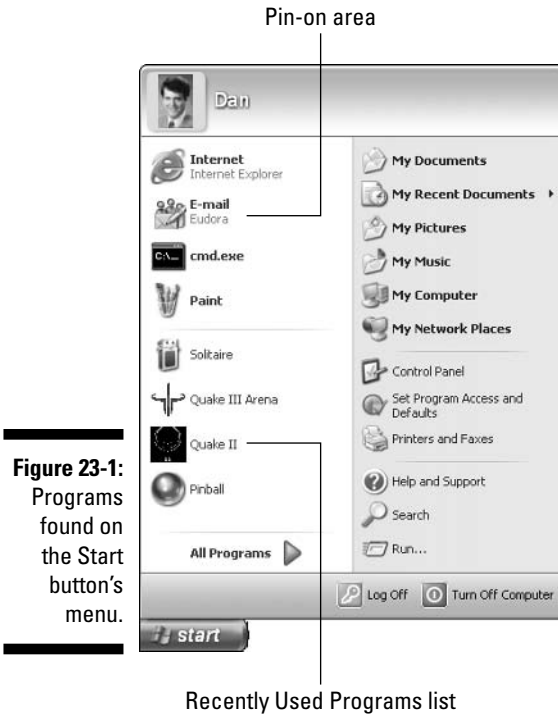 Pin-on area
Dan
Internet
Internet Explorer
E-mail
Eudora
C:\_
cmd.exe
Paint
Solitaire
Quake III Arena
Quake II
Pinball
All Programs
My Documents
My Recent Documents
My Pictures
My Music
My Computer
My Network Places
Control Panel
Set Program Access and
Defaults
Printers and Faxes
Help and Support
Search
Run...
Log Off
Turn Off Computer
start
Figure 23-1:
Programs
found on
the Start
button's
menu.
Recently Used Programs list